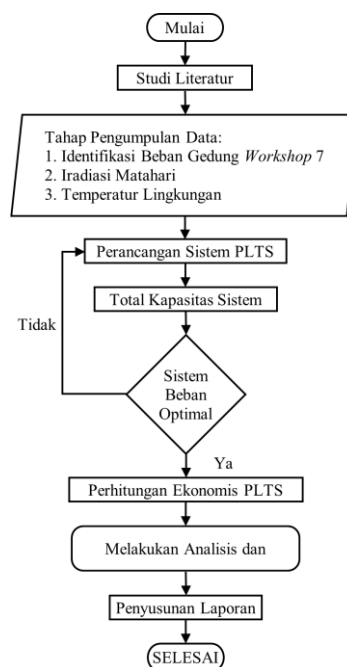 Mulai
Studi Literatur
Tahap Pengumpulan Data:
1. Identifikasi Beban Gedung Workshop 7
2. Iradiasi Matahari
3. Temperatur Lingkungan
Perancangan Sistem PLTS
Total Kapasitas Sistem
Tidak
Sistem
Beban
Optimal
Ya
Perhitungan Ekonomis PLTS
Melakukan Analisis dan
Penyusunan Laporan
SELESAI